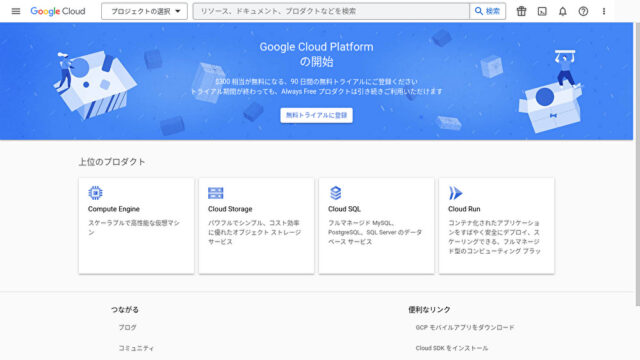 Google Cloud
プロジェクトの選択
リソース、ドキュメント、プロダクトなどを検索
検索
Google Cloud Platform
の開始
$300 相当が無料になる、90 日間の無料トライアルにご登録ください
トライアル期間が終わっても、Always Free プロダクトは引き続きご利用いただけます
無料トライアルに登録
上位のプロダクト
Compute Engine
スケーラブルで高性能な仮想マシ
ン
Cloud Storage
パワフルでシンプル、コスト効率
に優れたオブジェクト ストレージ
サービス
Cloud SQL
フルマネージド MySQL、
PostgreSQL、SQL Server のデータ
ベース サービス
Cloud Run
コンテナ化されたアプリケーショ
ンをすばやく安全にデプロイ、ス
ケーリングできる、フルマネージ
ド型のコンピューティング プラッ
つながる
ブログ
コミュニティ
便利なリンク
GCP モバイルアプリをダウンロード
Cloud SDK をインストール